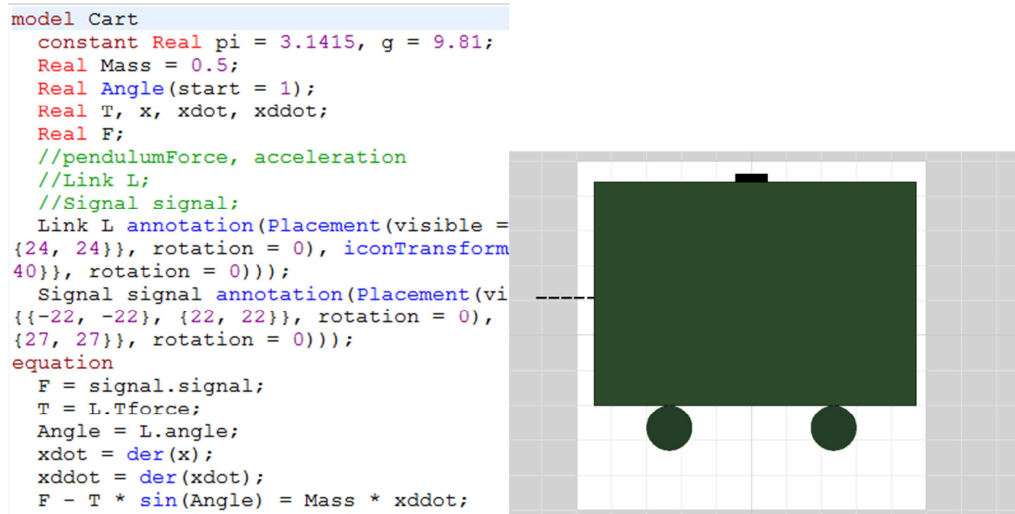 model Cart
constant Real pi = 3.1415, g = 9.81;
Real Mass = 0.5;
Real Angle(start = 1);
Real T, x, xdot, xddot;
Real F;
//pendulumForce, acceleration
//Link L;
//Signal signal;
Link L annotation(Placement(visible =
{24, 24}}, rotation = 0), iconTransform
40}}, rotation = 0)));
Signal signal annotation(Placement(vi
{{-22, -22}, {22, 22}}, rotation = 0),
{27, 27}}, rotation = 0)));
equation
F = signal.signal;
T = L.Tforce;
Angle = L.angle;
xdot = der(x);
xddot = der(xdot);
F - T * sin(Angle) = Mass * xddot;